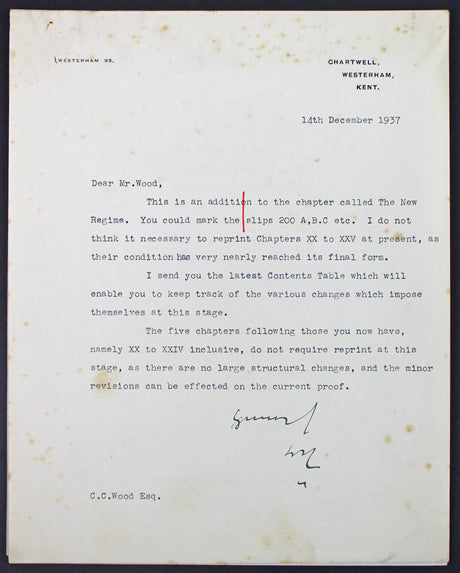 WESTERHAM 93.
CHARTWELL,
WESTERHAM,
KENT.
14th December 1937
Dear Mr.Wood,
This is an addition to the chapter called The New
Regime. You could mark the slips 200 A,B.C etc. I do not
think it necessary to reprint Chapters XX to XXV at present, as
their condition has very nearly reached its final form.
I send you the latest Contents Table which will
enable you to keep track of the various changes which impose
themselves at this stage.
The five chapters following those you now have,
namely XX to XXIV inclusive, do not require reprint at this
stage, as there are no large structural changes, and the minor
revisions can be effected on the current proof.
C.C.Wood Esq.